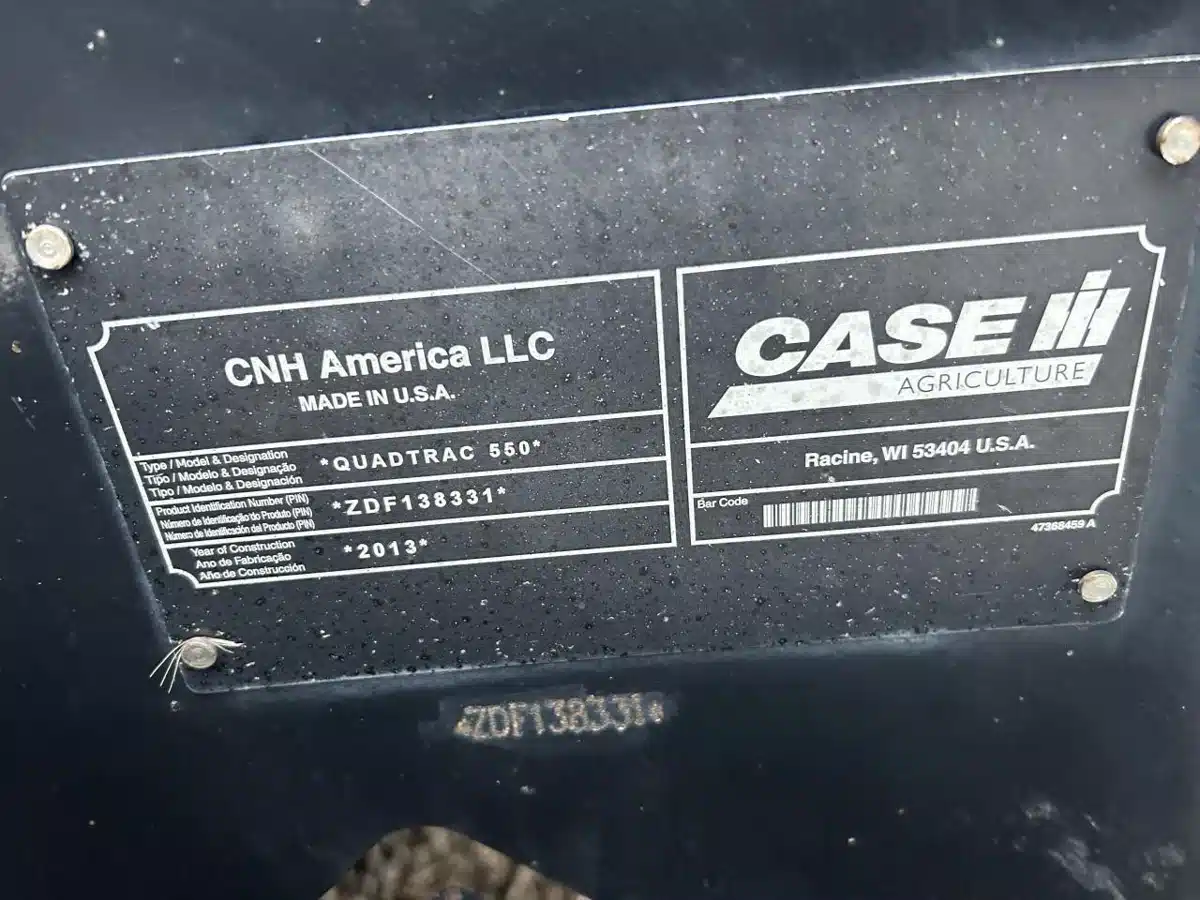 CNH America LLC
MADE IN U.S.A.
Type / Model & Designation
Tipo / Modelo & Designação
Tipo / Modelo & Designación
*QUADTRAC 550*
Product Identification Number (PIN)
Número de Identificação do Produto (PIN)
Número de Identificación del Producto (PIN)
*ZDF138331*
Year of Construction
Ano de Fabricação
Año de Construcción
*2013*
CASE IH
AGRICULTURE
Racine, WI 53404 U.S.A.
Bar Code
47368459 A
*ZDF138331*